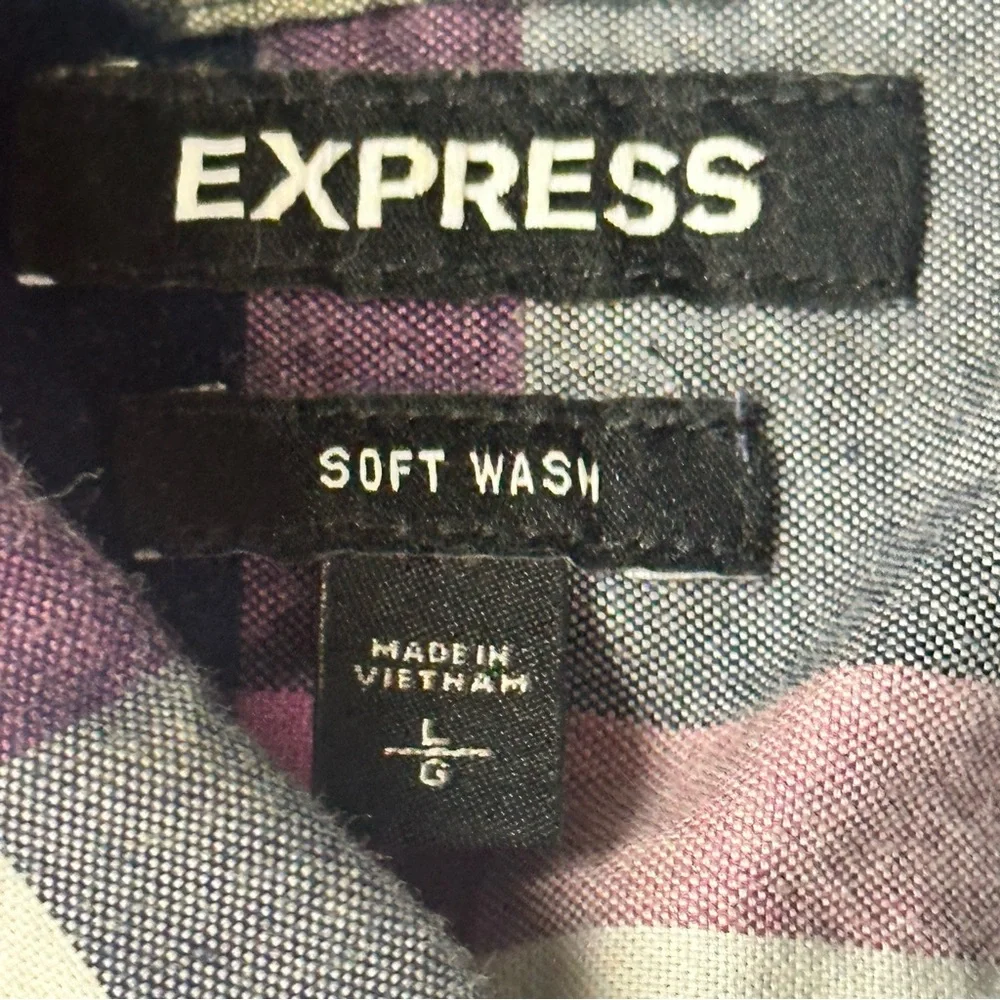 EXPRESS
SOFT WASH
MADE IN
VIETNAM
L
G